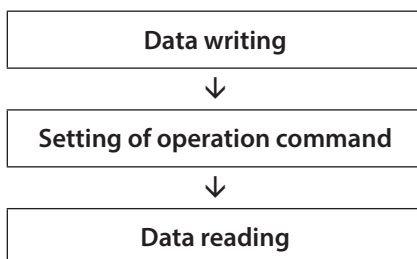 Data writing
↓
Setting of operation command
↓
Data reading